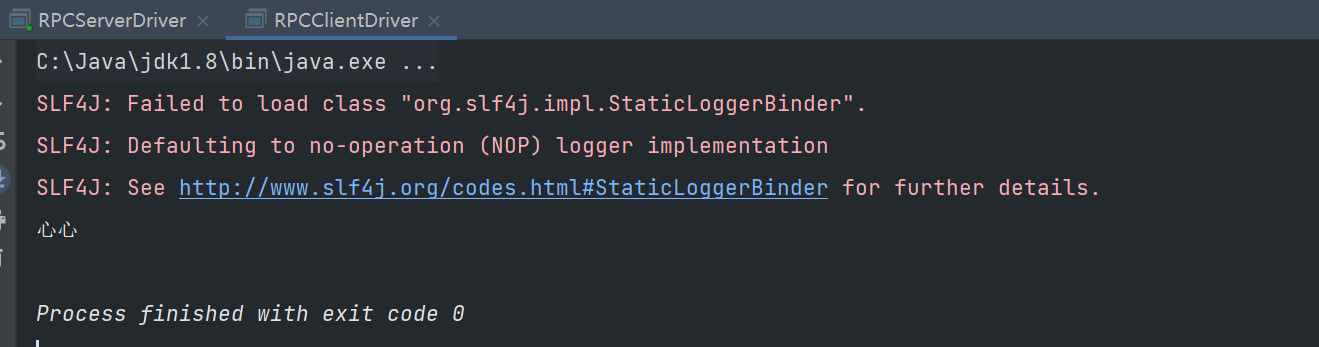 RPCServerDriver RPCClientDriver
C:\Java\jdk1.8\bin\java.exe ...
SLF4J: Failed to load class "org.slf4j.impl.StaticLoggerBinder".
SLF4J: Defaulting to no-operation (NOP) logger implementation
SLF4J: See http://www.slf4j.org/codes.html#StaticLoggerBinder for further details.
心心
Process finished with exit code 0